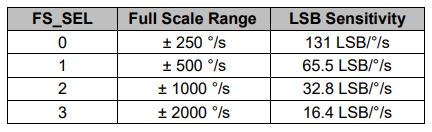 FS_SEL Full Scale Range LSB Sensitivity
0 ± 250 °/s 131 LSB/°/s
1 ± 500 °/s 65.5 LSB/°/s
2 ± 1000 °/s 32.8 LSB/°/s
3 ± 2000 °/s 16.4 LSB/°/s